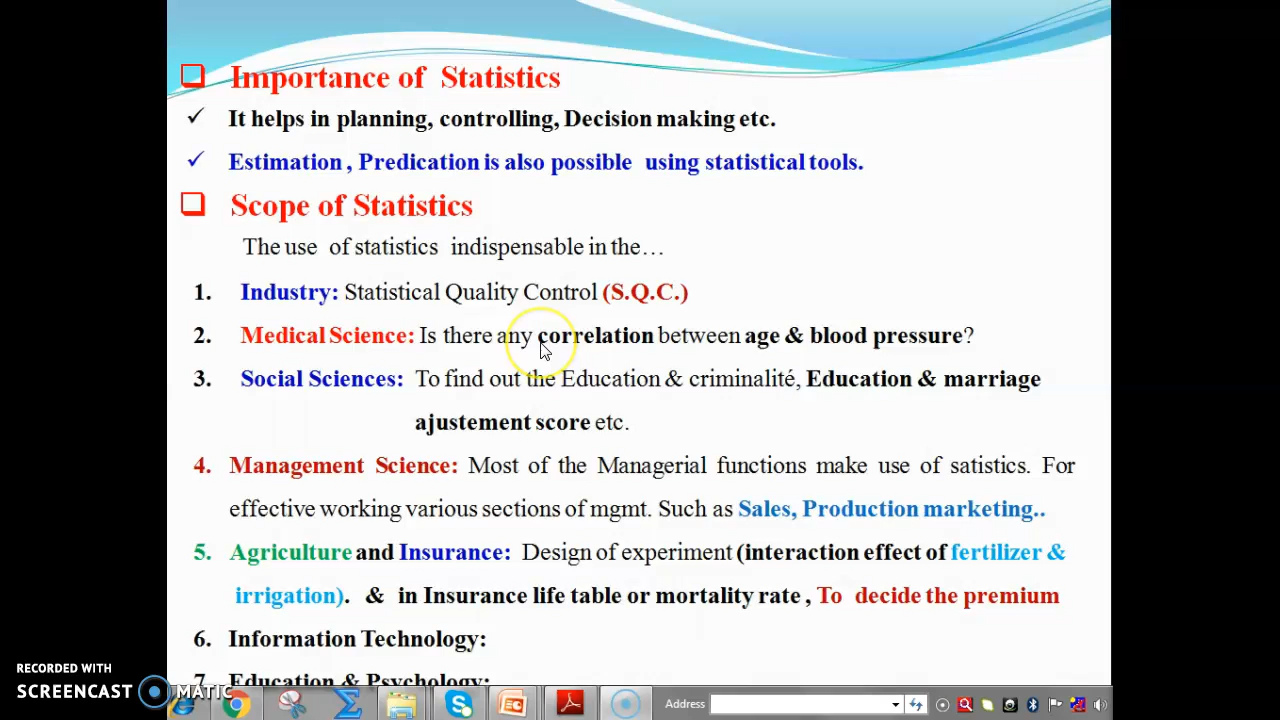 Importance of Statistics
It helps in planning, controlling, Decision making etc.
Estimation , Predication is also possible using statistical tools.
Scope of Statistics
The use of statistics indispensable in the…
1. Industry: Statistical Quality Control (S.Q.C.)
2. Medical Science: Is there any correlation between age & blood pressure?
3. Social Sciences: To find out the Education & criminalité, Education & marriage
ajustement score etc.
4. Management Science: Most of the Managerial functions make use of satistics. For
effective working various sections of mgmt. Such as Sales, Production marketing..
5. Agriculture and Insurance: Design of experiment (interaction effect of fertilizer &
irrigation). & in Insurance life table or mortality rate , To decide the premium
6. Information Technology:
7. Education & Psychology:
RECORDED WITH
SCREENCAST MATIC
Address